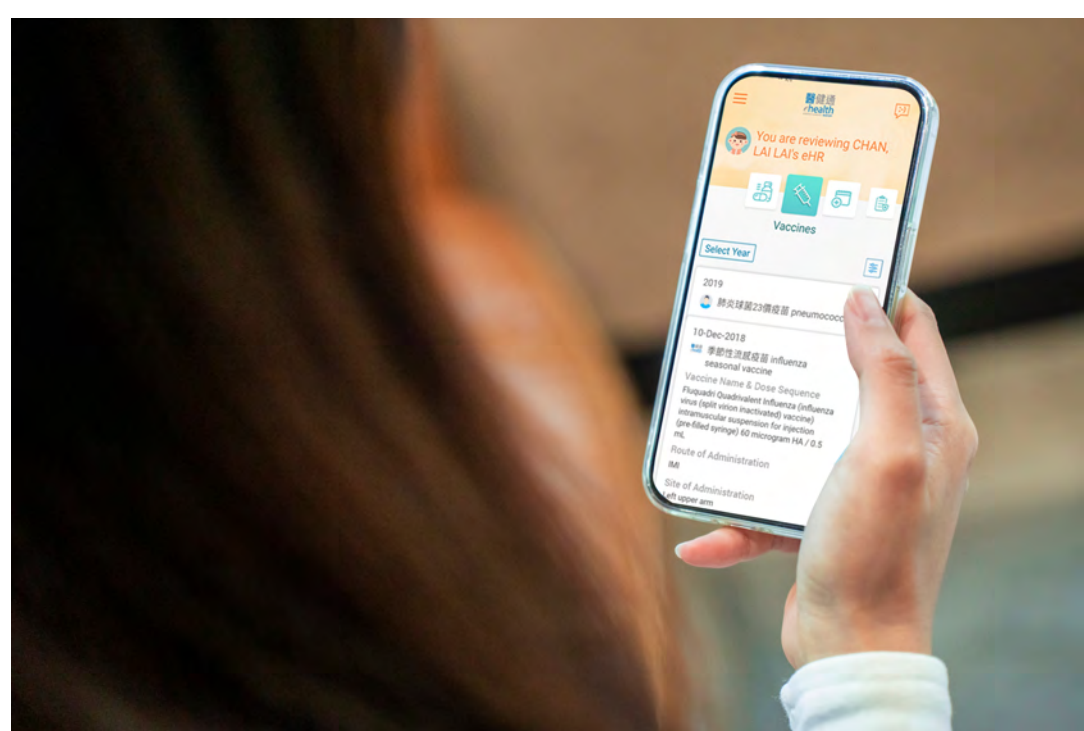 醫健通
eHealth
You are reviewing CHAN,
LAI LAI's eHR
Vaccines
Select Year
2019
肺炎球菌23價疫苗 pneumococc
10-Dec-2018
季節性流感疫苗 influenza
seasonal vaccine
Vaccine Name & Dose Sequence
Fluquadri Quadrivalent Influenza (influenza
virus (split virion inactivated) vaccine)
intramuscular suspension for injection
(pre-filled syringe) 60 microgram HA / 0.5
mL
Route of Administration
IMI
Site of Administration
Left upper arm